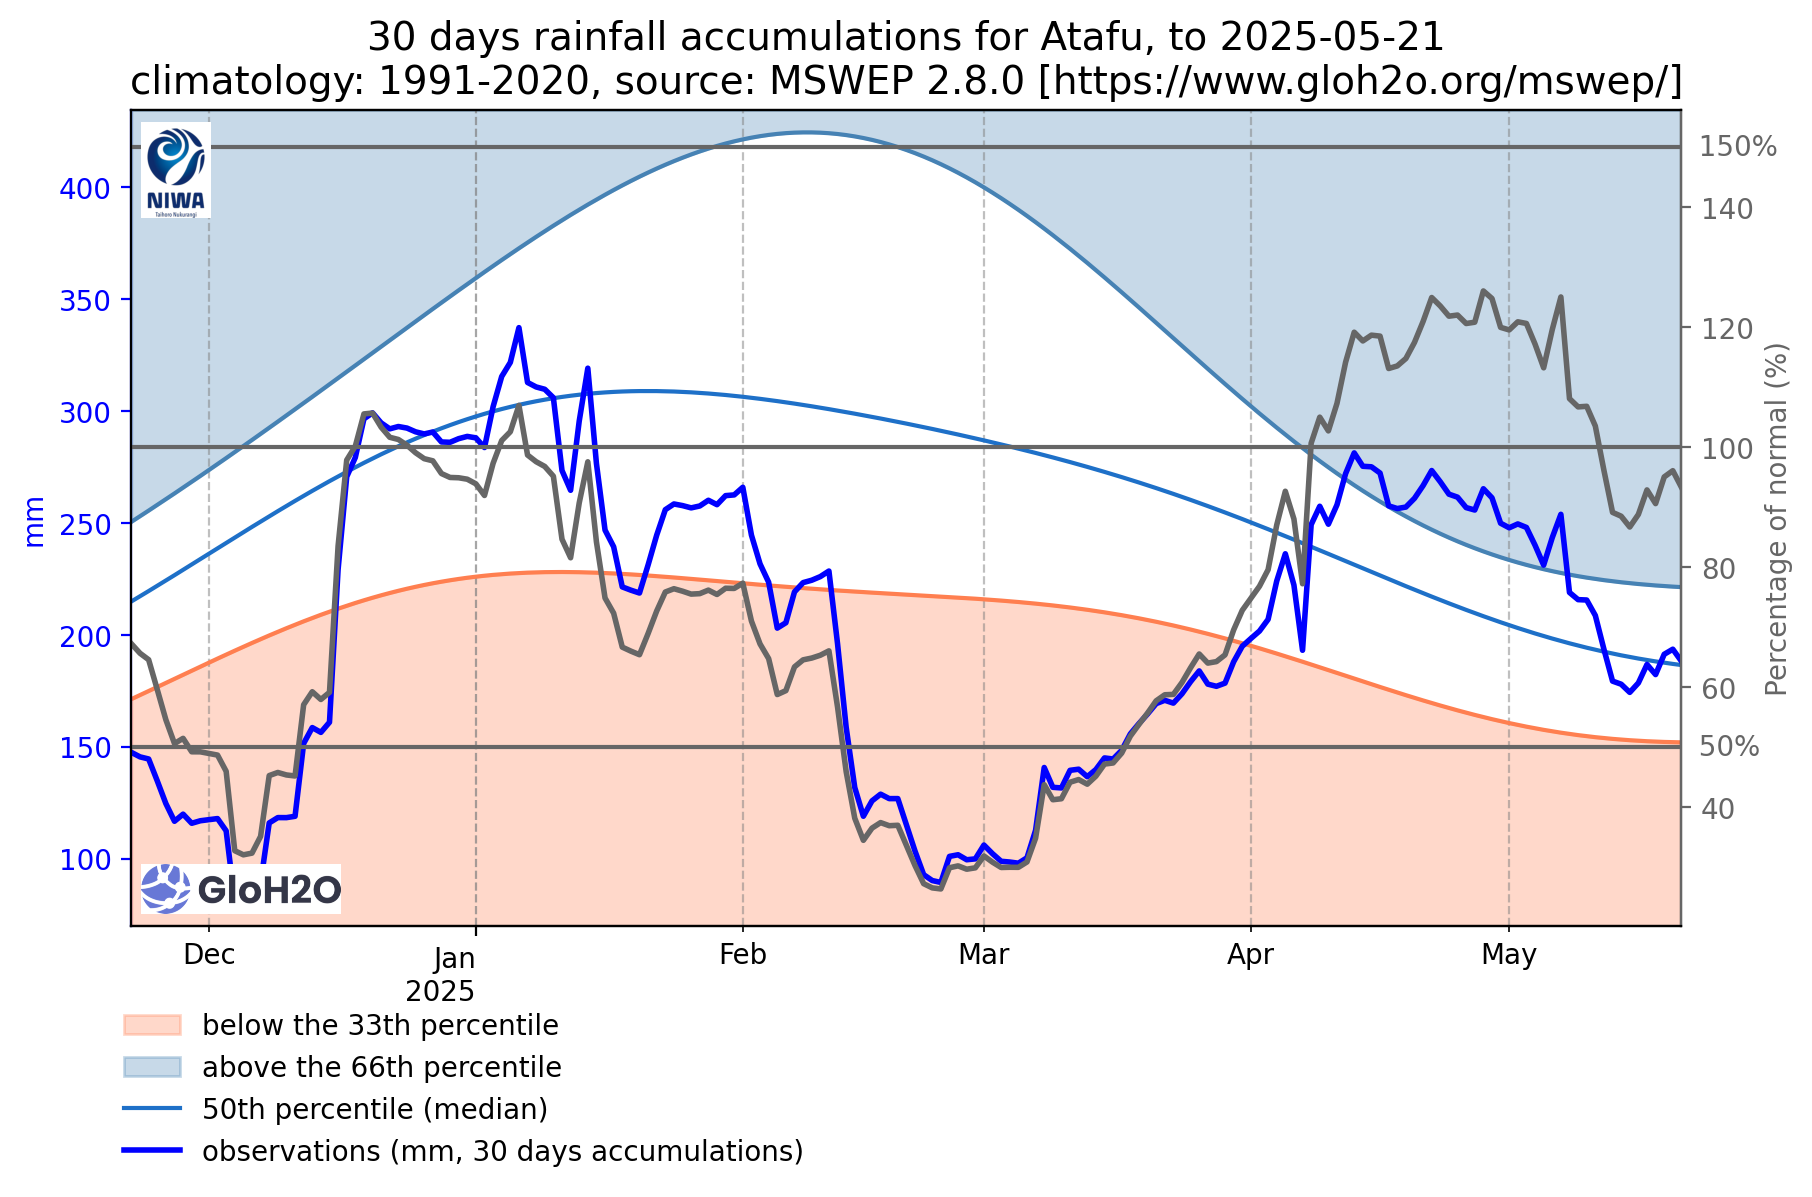 30 days rainfall accumulations for Atafu, to 2025-05-21
climatology: 1991-2020, source: MSWEP 2.8.0 [https://www.gloh2o.org/mswep/]
NIWA
Taihoro Nukurangi
400
350
300
250
200
150
100
mm
150%
140
120
100
80
60
50%
40
Percentage of normal (%)
GloH2O
Dec
Jan
2025
Feb
Mar
Apr
May
below the 33th percentile
above the 66th percentile
50th percentile (median)
observations (mm, 30 days accumulations)